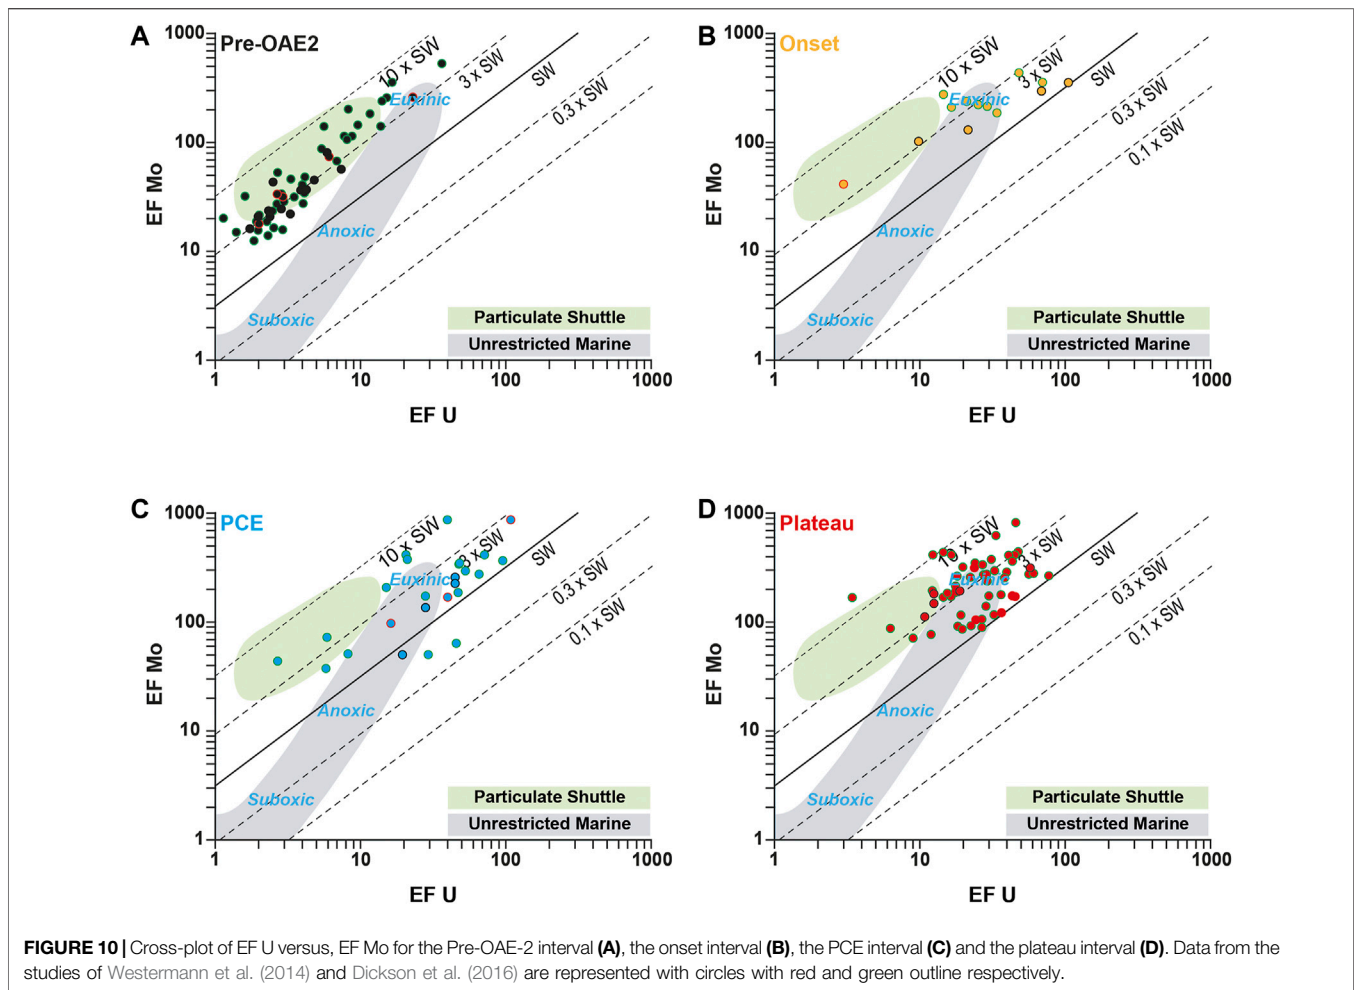 A
Pre-OAE2
1000
100
10
1
EF Mo
10 x SW
3 x SW
SW
0.3 x SW
0.1 x SW
Euxinic
Anoxic
Suboxic
Particulate Shuttle
Unrestricted Marine
1
10
100
1000
EF U
B
Onset
1000
100
10
1
EF Mo
10 x SW
3 x SW
SW
0.3 x SW
0.1 x SW
Euxinic
Anoxic
Suboxic
Particulate Shuttle
Unrestricted Marine
1
10
100
1000
EF U
C
PCE
1000
100
10
1
EF Mo
10 x SW
3 x SW
SW
0.3 x SW
0.1 x SW
Euxinic
Anoxic
Suboxic
Particulate Shuttle
Unrestricted Marine
1
10
100
1000
EF U
D
Plateau
1000
100
10
1
EF Mo
10 x SW
3 x SW
SW
0.3 x SW
0.1 x SW
Euxinic
Anoxic
Suboxic
Particulate Shuttle
Unrestricted Marine
1
10
100
1000
EF U
FIGURE 10 | Cross-plot of EF U versus, EF Mo for the Pre-OAE-2 interval (A), the onset interval (B), the PCE interval (C) and the plateau interval (D). Data from the
studies of Westermann et al. (2014) and Dickson et al. (2016) are represented with circles with red and green outline respectively.